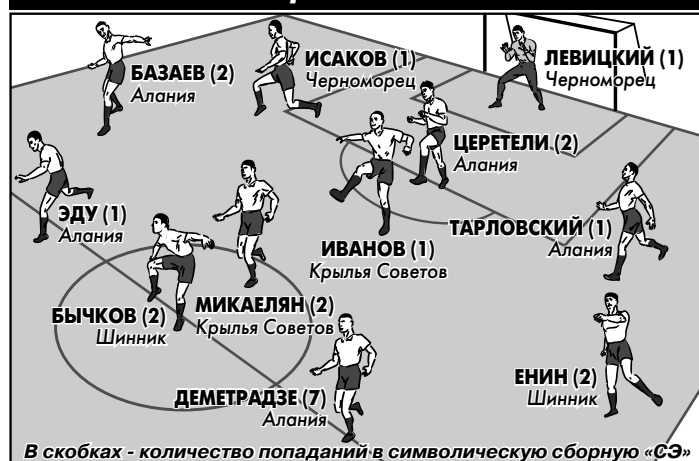 БАЗАЕВ (2)
Алания
ИСАКОВ (1)
Черноморец
ЛЕВИЦКИЙ (1)
Черноморец
ЦЕРЕТЕЛИ (2)
Алания
ЭДУ (1)
Алания
ИВАНОВ (1)
Крылья Советов
ТАРЛОВСКИЙ (1)
Алания
БЫЧКОВ (2)
Шинник
МИКАЕЛЯН (2)
Крылья Советов
ДЕМЕТРАДЗЕ (7)
Алания
ЕНИН (2)
Шинник
В скобках - количество попаданий в символическую сборную «СЭ»